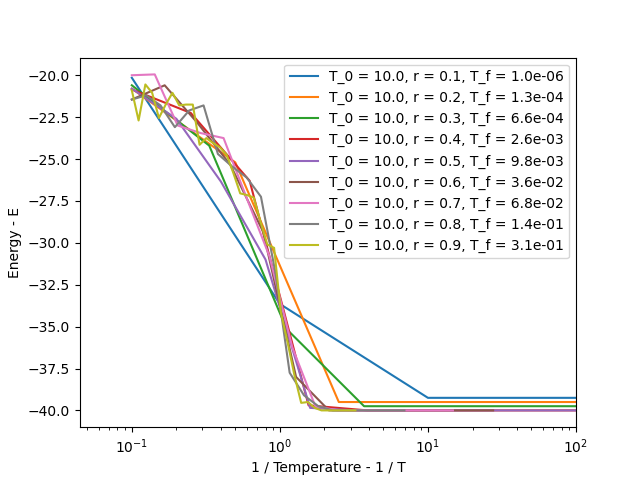 T_0 = 10.0, r = 0.1, T_f = 1.0e-06
T_0 = 10.0, r = 0.2, T_f = 1.3e-04
T_0 = 10.0, r = 0.3, T_f = 6.6e-04
T_0 = 10.0, r = 0.4, T_f = 2.6e-03
T_0 = 10.0, r = 0.5, T_f = 9.8e-03
T_0 = 10.0, r = 0.6, T_f = 3.6e-02
T_0 = 10.0, r = 0.7, T_f = 6.8e-02
T_0 = 10.0, r = 0.8, T_f = 1.4e-01
T_0 = 10.0, r = 0.9, T_f = 3.1e-01
Energy - E
−20.0
−22.5
−25.0
−27.5
−30.0
−32.5
−35.0
−37.5
−40.0
10⁻¹ 10⁰ 10¹ 10²
1 / Temperature - 1 / T